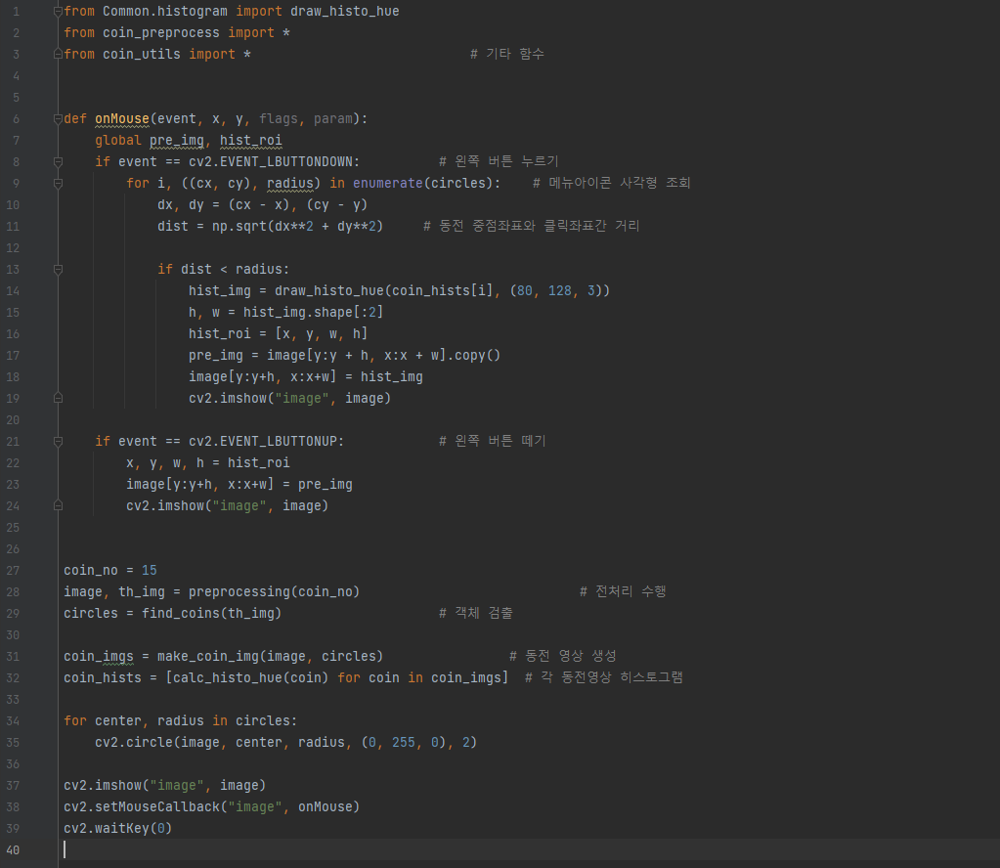 1 from Common.histogram import draw_histo_hue
2 from coin_preprocess import *
3 from coin_utils import * # 기타 함수
4
5
6 def onMouse(event, x, y, flags, param):
7 global pre_img, hist_roi
8 if event == cv2.EVENT_LBUTTONDOWN: # 왼쪽 버튼 누르기
9 for i, ((cx, cy), radius) in enumerate(circles): # 메뉴아이콘 사각형 조회
10 dx, dy = (cx - x), (cy - y)
11 dist = np.sqrt(dx**2 + dy**2) # 동전 중점좌표와 클릭좌표간 거리
12
13 if dist < radius:
14 hist_img = draw_histo_hue(coin_hists[i], (80, 128, 3))
15 h, w = hist_img.shape[:2]
16 hist_roi = [x, y, w, h]
17 pre_img = image[y:y + h, x:x + w].copy()
18 image[y:y+h, x:x+w] = hist_img
19 cv2.imshow("image", image)
20
21 if event == cv2.EVENT_LBUTTONUP: # 왼쪽 버튼 떼기
22 x, y, w, h = hist_roi
23 image[y:y+h, x:x+w] = pre_img
24 cv2.imshow("image", image)
25
26
27 coin_no = 15
28 image, th_img = preprocessing(coin_no) # 전처리 수행
29 circles = find_coins(th_img) # 객체 검출
30
31 coin_imgs = make_coin_img(image, circles) # 동전 영상 생성
32 coin_hists = [calc_histo_hue(coin) for coin in coin_imgs] # 각 동전영상 히스토그램
33
34 for center, radius in circles:
35 cv2.circle(image, center, radius, (0, 255, 0), 2)
36
37 cv2.imshow("image", image)
38 cv2.setMouseCallback("image", onMouse)
39 cv2.waitKey(0)
40